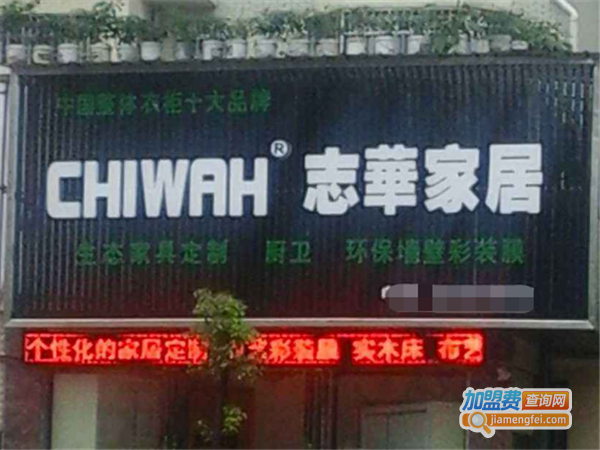 中国整体衣柜十大品牌
CHIWAH® 志華家居
生态家具定制 厨卫 环保墙壁彩装膜
个性化的家居定制 彩装膜 实木床 布艺
加盟费查询网
jiamengfei.com